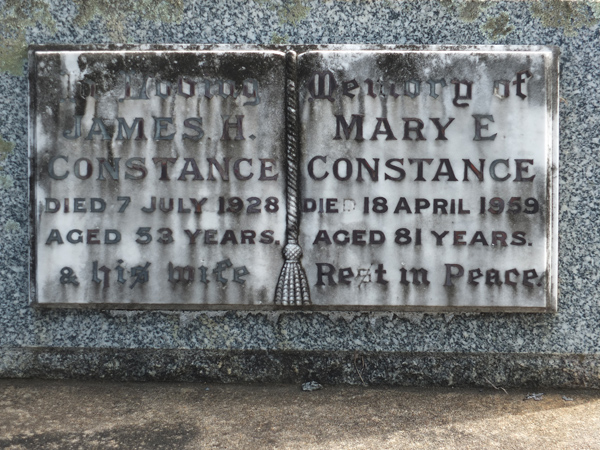 In Loving
JAMES H.
CONSTANCE
DIED 7 JULY 1928
AGED 53 YEARS.
& his wife
Memory of
MARY E.
CONSTANCE
DIED 18 APRIL 1959
AGED 81 YEARS.
Rest in Peace.